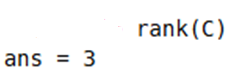 rank(C)
ans = 3